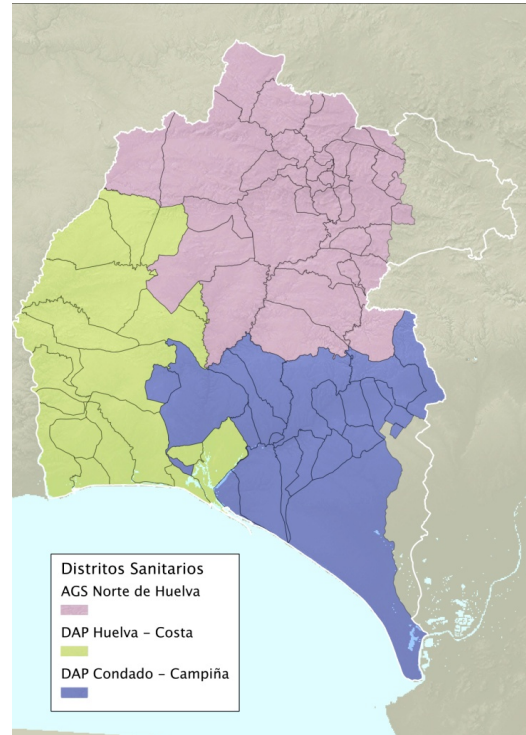 Distritos Sanitarios
AGS Norte de Huelva
DAP Huelva - Costa
DAP Condado - Campiña